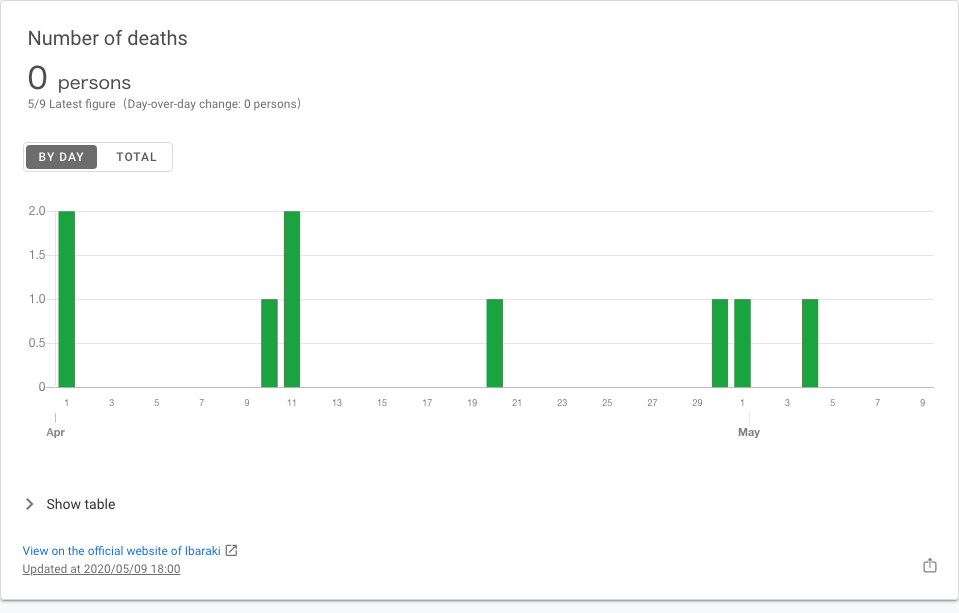 Number of deaths
0 persons
5/9 Latest figure（Day-over-day change: 0 persons）
BY DAY TOTAL
2.0
1.5
1.0
0.5
0
1 3 5 7 9 11 13 15 17 19 21 23 25 27 29 1 3 5 7 9
Apr May
Show table
View on the official website of Ibaraki
Updated at 2020/05/09 18:00